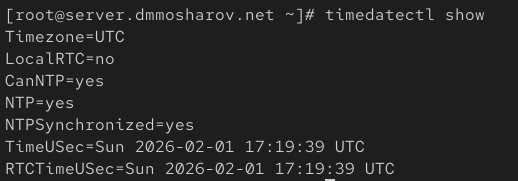 [root@server.dmmosharov.net ~]# timedatectl show
Timezone=UTC
LocalRTC=no
CanNTP=yes
NTP=yes
NTPSynchronized=yes
TimeUSec=Sun 2026-02-01 17:19:39 UTC
RTCTimeUSec=Sun 2026-02-01 17:19:39 UTC